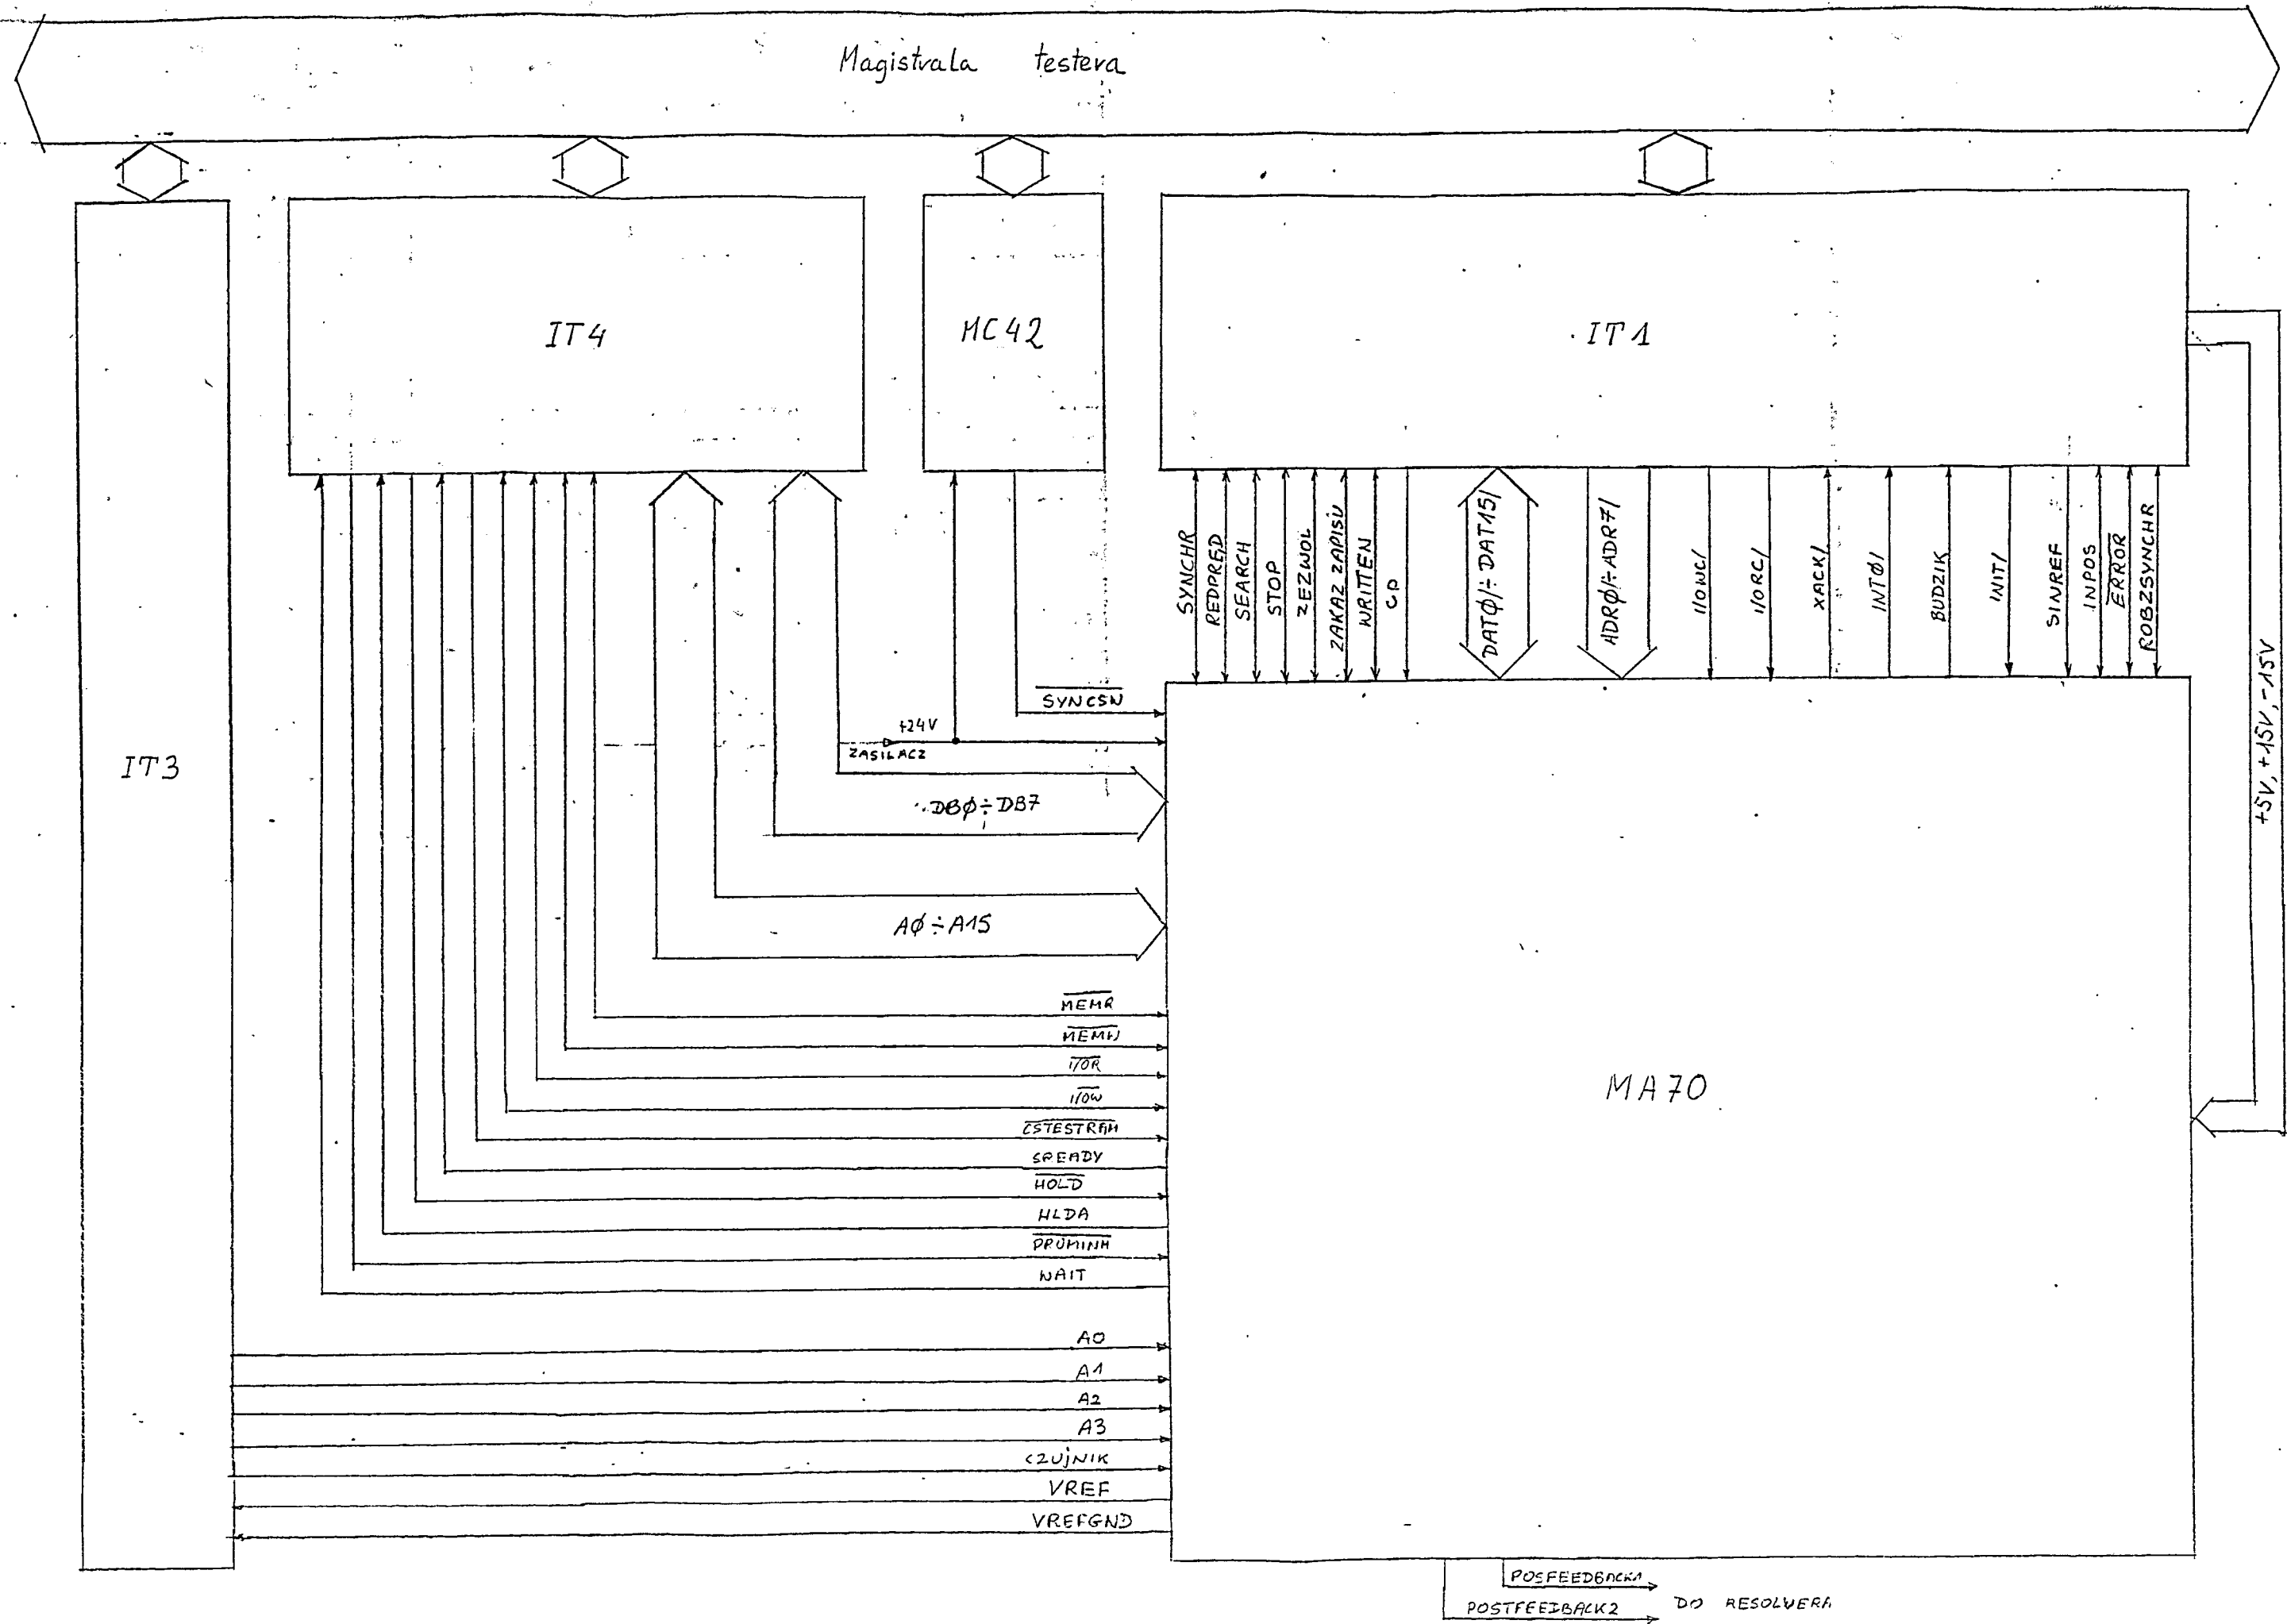 Magistrala testera
IT4
MC42
IT1
IT3
SYNCHR
REDPRĘD
SEARCH
STOP
ZEZWOL
ZAKAZ ZAPISU
WRITTEN
CP
DATØ/÷DAT15/
ADRØ/÷ADR7/
I/OWC/
I/ORC/
XACK/
INTØ/
BUDZIK
INIT/
SINREF
INPOS
ERROR
ROBZSYNCHR
+5V, +15V, -15V
SYNCSN
+24V
ZASILACZ
DBØ÷DB7
AØ÷A15
MEMR
MEMW
I/OR
I/OW
CSTESTRAM
SREADY
HOLD
HLDA
PROMINH
WAIT
MA70
A0
A1
A2
A3
CZUjNIK
VREF
VREFGND
POSFEEDBACK1
POSTFEEDBACK2
DO RESOLWERA